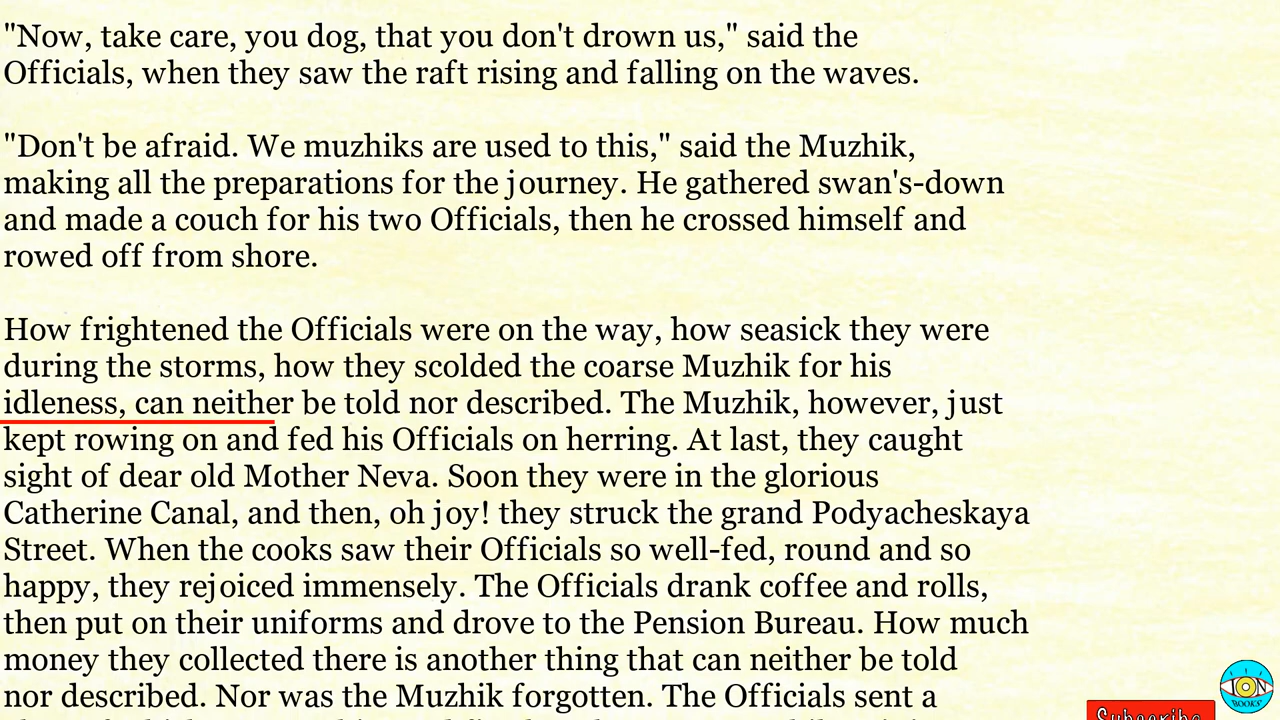 "Now, take care, you dog, that you don't drown us," said the
Officials, when they saw the raft rising and falling on the waves.
"Don't be afraid. We muzhiks are used to this," said the Muzhik,
making all the preparations for the journey. He gathered swan's-down
and made a couch for his two Officials, then he crossed himself and
rowed off from shore.
How frightened the Officials were on the way, how seasick they were
during the storms, how they scolded the coarse Muzhik for his
idleness, can neither be told nor described. The Muzhik, however, just
kept rowing on and fed his Officials on herring. At last, they caught
sight of dear old Mother Neva. Soon they were in the glorious
Catherine Canal, and then, oh joy! they struck the grand Podyacheskaya
Street. When the cooks saw their Officials so well-fed, round and so
happy, they rejoiced immensely. The Officials drank coffee and rolls,
then put on their uniforms and drove to the Pension Bureau. How much
money they collected there is another thing that can neither be told
nor described. Nor was the Muzhik forgotten. The Officials sent a
Subscribe
ION
BOOKS